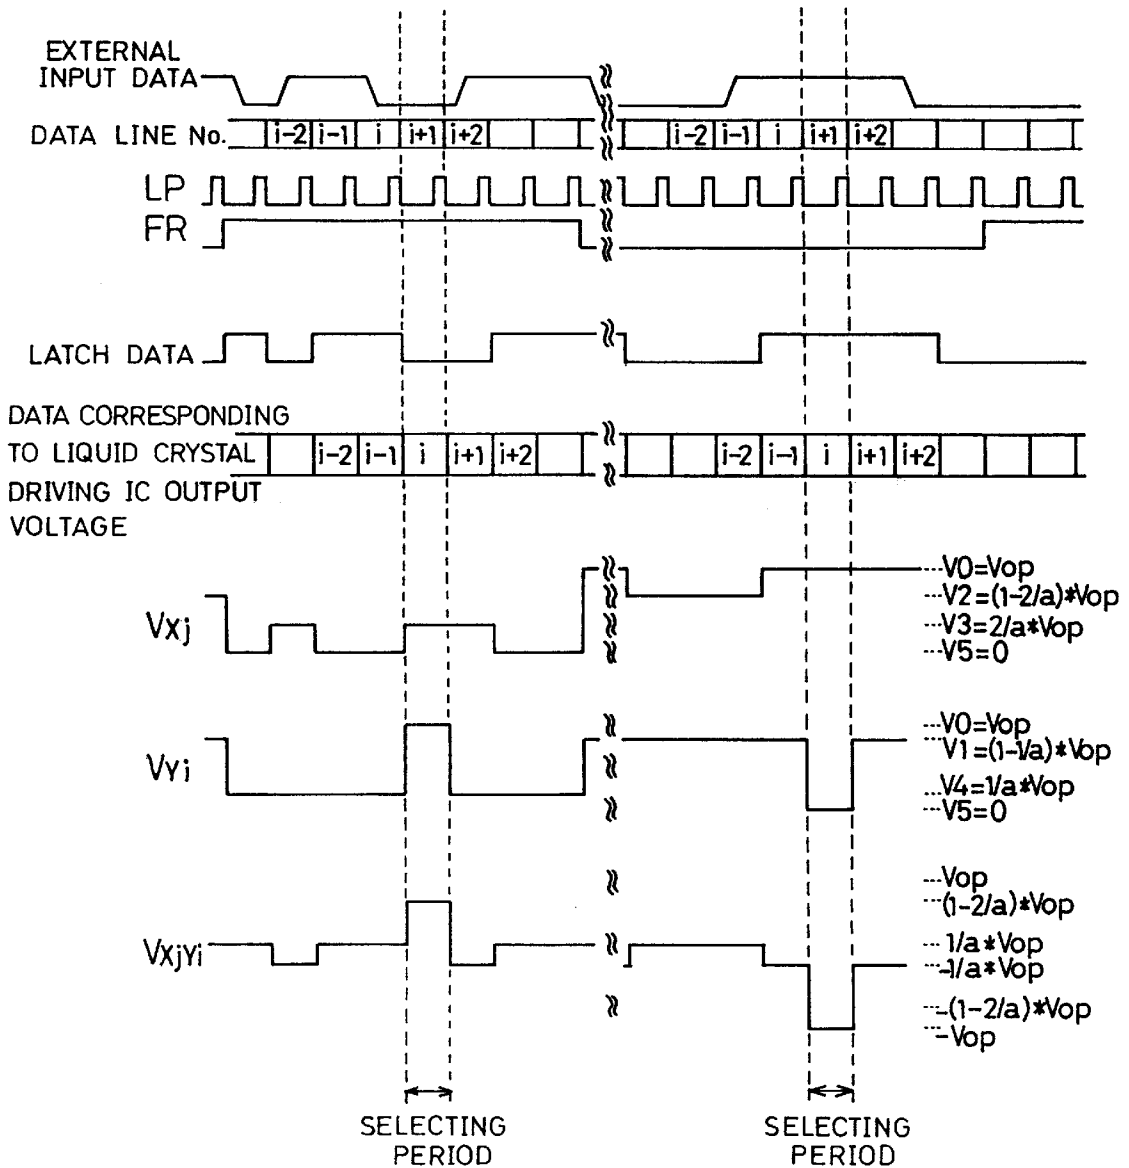 EXTERNAL
INPUT DATA
DATA LINE No.
i-2 i-1 i i+1 i+2
i-2 i-1 i i+1 i+2
LP
FR
LATCH DATA
DATA CORRESPONDING
TO LIQUID CRYSTAL
DRIVING IC OUTPUT
VOLTAGE
i-2 i-1 i i+1 i+2
i-2 i-1 i i+1 i+2
VXj
V0=Vop
V2=(1-2/a)*Vop
V3=2/a*Vop
V5=0
VYi
V0=Vop
V1=(1-1/a)*Vop
V4=1/a*Vop
V5=0
VXjYi
Vop
(1-2/a)*Vop
1/a*Vop
-1/a*Vop
-(1-2/a)*Vop
-Vop
SELECTING
PERIOD
SELECTING
PERIOD